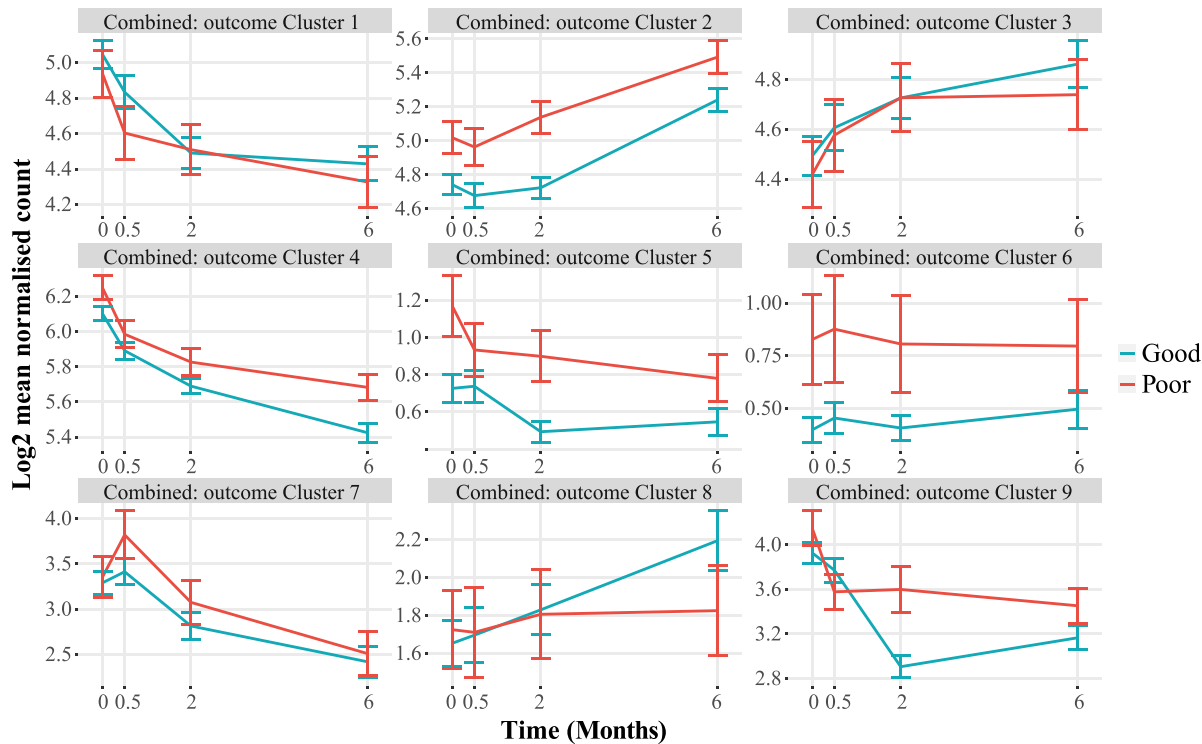 Combined: outcome Cluster 1
Combined: outcome Cluster 2
Combined: outcome Cluster 3
5.0
4.8
4.6
4.4
4.2
0 0.5 2 6
5.6
5.4
5.2
5.0
4.8
4.6
0 0.5 2 6
4.8
4.6
4.4
0 0.5 2 6
Combined: outcome Cluster 4
Combined: outcome Cluster 5
Combined: outcome Cluster 6
6.2
6.0
5.8
5.6
5.4
0 0.5 2 6
1.2
1.0
0.8
0.6
0 0.5 2 6
1.00
0.75
0.50
0 0.5 2 6
Combined: outcome Cluster 7
Combined: outcome Cluster 8
Combined: outcome Cluster 9
4.0
3.5
3.0
2.5
0 0.5 2 6
2.2
2.0
1.8
1.6
0 0.5 2 6
4.0
3.6
3.2
2.8
0 0.5 2 6
Log2 mean normalised count
Time (Months)
Good
Poor